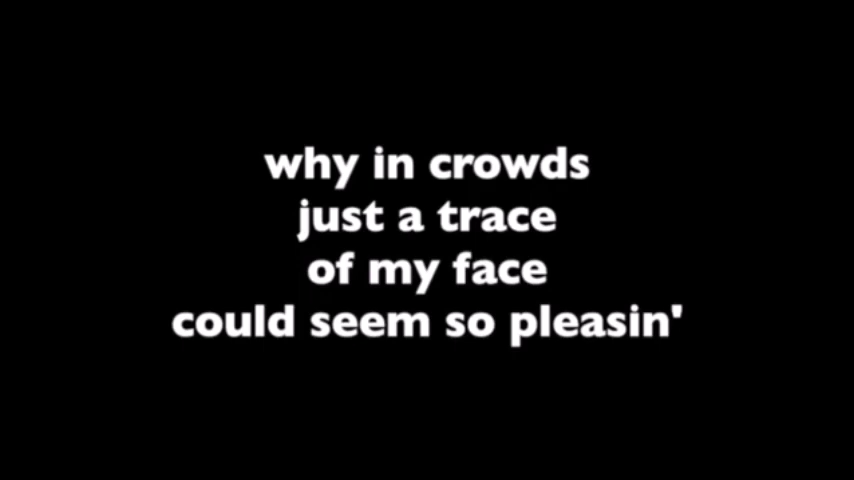 why in crowds
just a trace
of my face
could seem so pleasin'